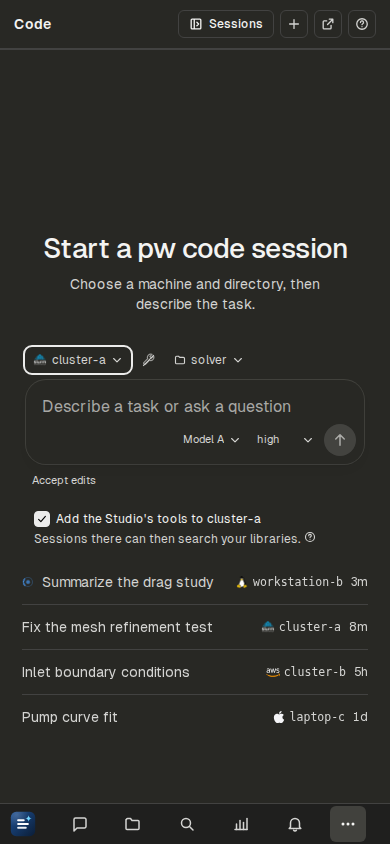 Code
Sessions
Start a pw code session
Choose a machine and directory, then
describe the task.
cluster-a
solver
Describe a task or ask a question
Model A
high
Accept edits
Add the Studio's tools to cluster-a
Sessions there can then search your libraries.
Summarize the drag study workstation-b 3m
Fix the mesh refinement test cluster-a 8m
Inlet boundary conditions aws cluster-b 5h
Pump curve fit laptop-c 1d